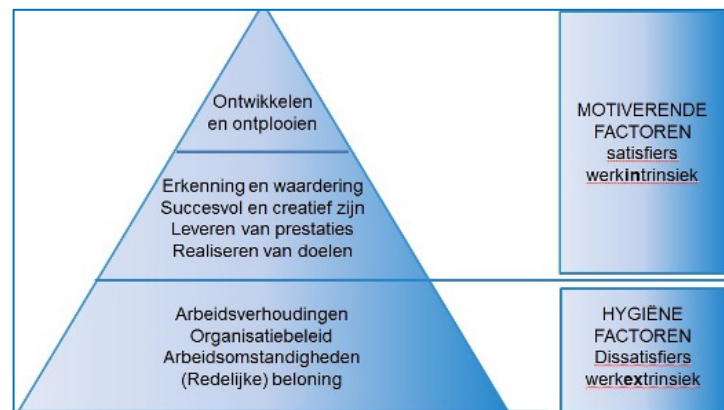 Ontwikkelen
en ontplooien
MOTIVERENDE
FACTOREN
satisfiers
werkintrinsiek
Erkenning en waardering
Succesvol en creatief zijn
Leveren van prestaties
Realiseren van doelen
Arbeidsverhoudingen
Organisatiebeleid
Arbeidsomstandigheden
(Redelijke) beloning
HYGIËNE
FACTOREN
Dissatisfiers
werkextrinsiek